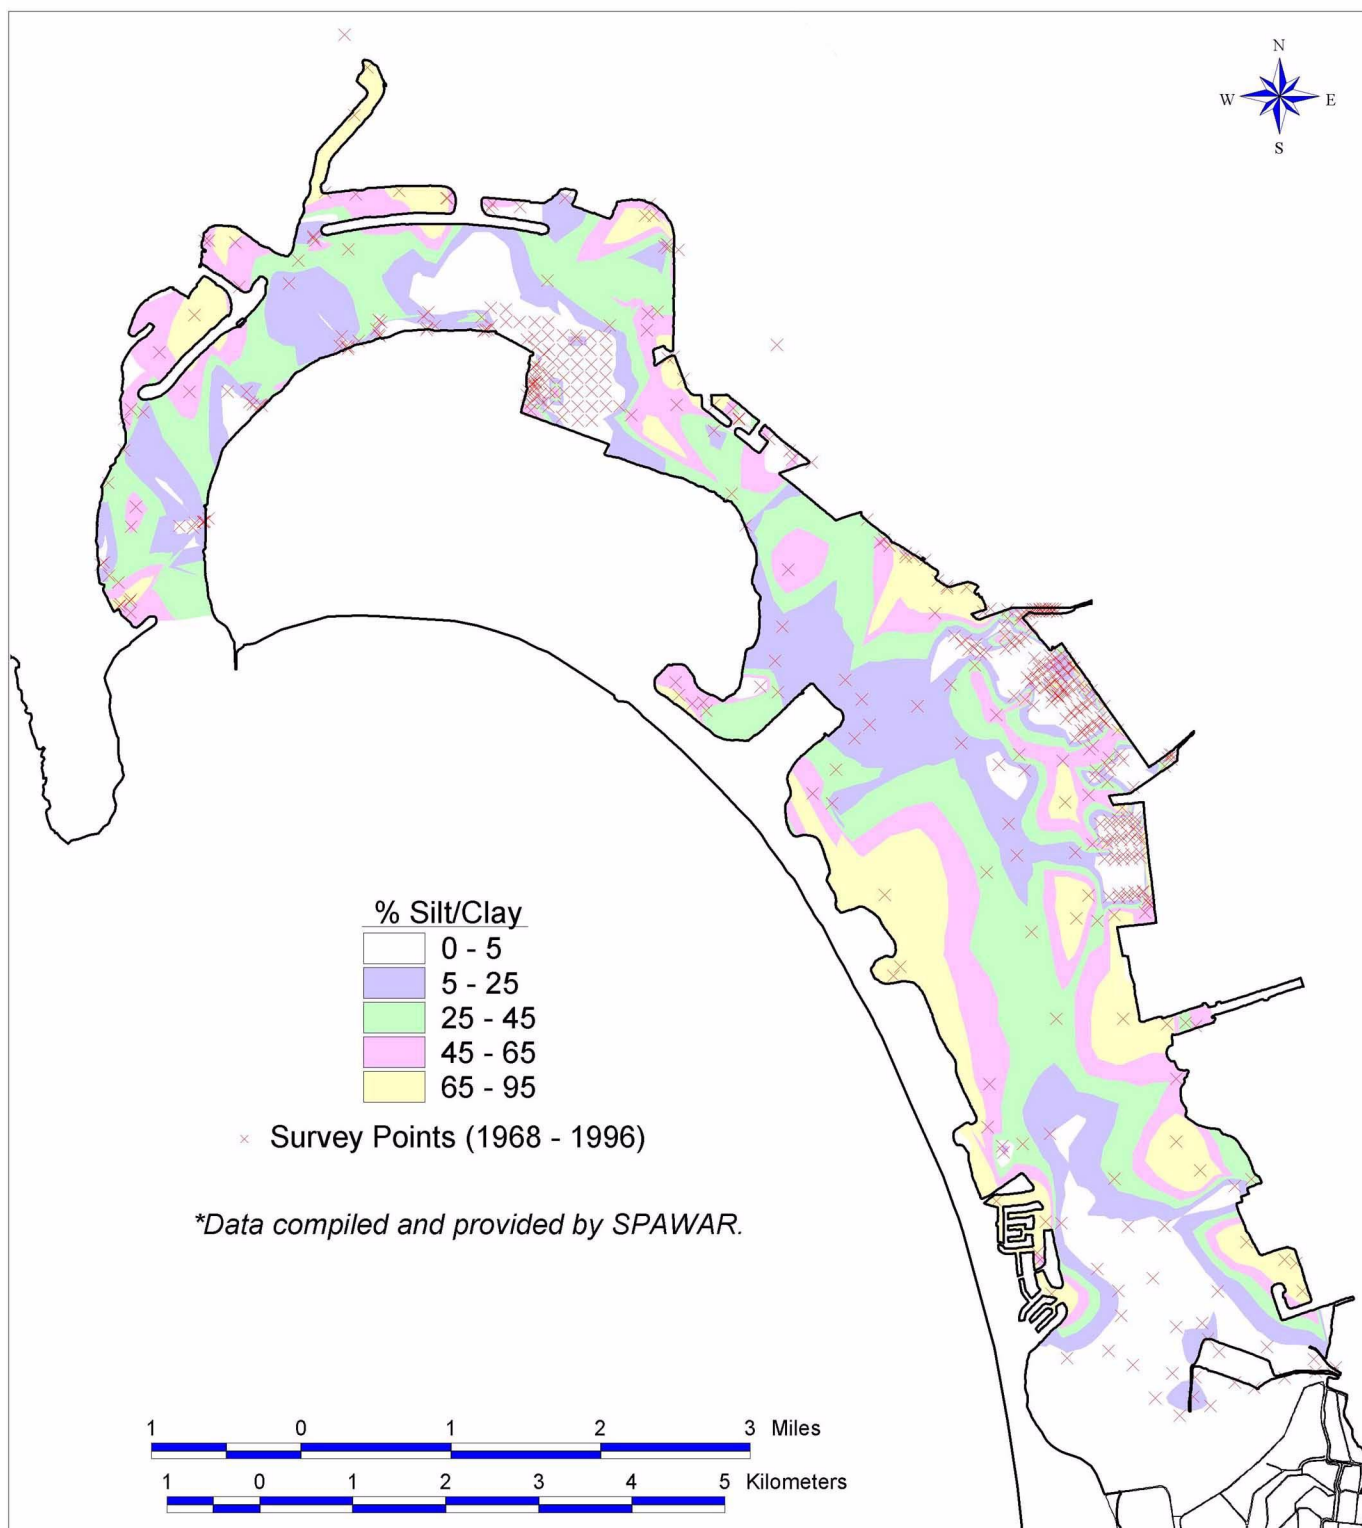 N
W E
S
% Silt/Clay
0 - 5
5 - 25
25 - 45
45 - 65
65 - 95
Survey Points (1968 - 1996)
*Data compiled and provided by SPAWAR.
1 0 1 2 3 Miles
1 0 1 2 3 4 5 Kilometers